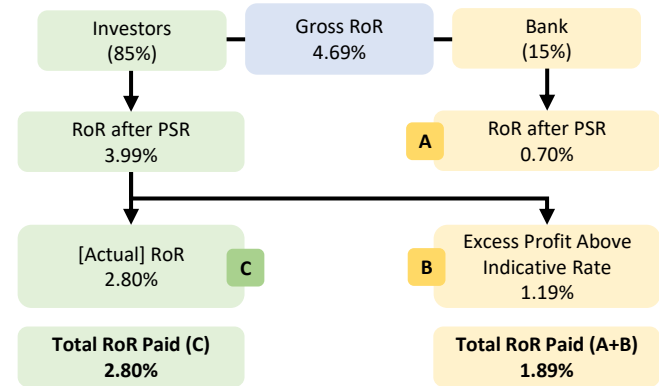 Investors
(85%)
Gross RoR
4.69%
Bank
(15%)
RoR after PSR
3.99%
A
RoR after PSR
0.70%
[Actual] RoR
2.80%
C
B
Excess Profit Above
Indicative Rate
1.19%
Total RoR Paid (C)
2.80%
Total RoR Paid (A+B)
1.89%